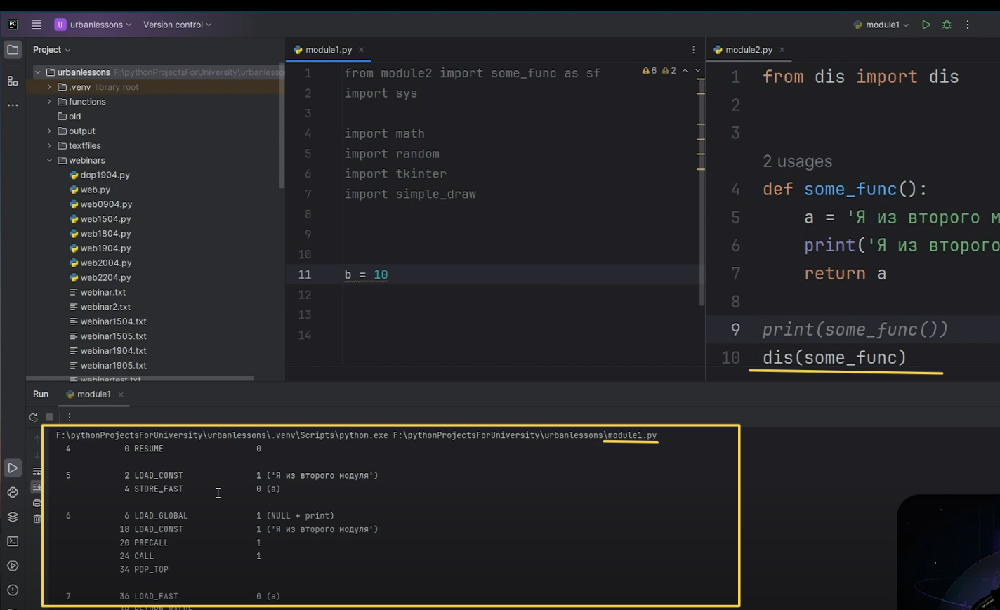 PC
U urbanlessons
Version control
module1
Project
urbanlessons F:\pythonProjectsForUniversity\urbanlesso
.venv library root
functions
old
output
textfiles
webinars
dop1904.py
web.py
web0904.py
web1504.py
web1804.py
web1904.py
web2004.py
web2204.py
webinar.txt
webinar2.txt
webinar1504.txt
webinar1505.txt
webinar1904.txt
webinar1905.txt
webinartest.txt
module1.py
6 2
1 from module2 import some_func as sf
2 import sys
3
4 import math
5 import random
6 import tkinter
7 import simple_draw
8
9
10
11 b = 10
12
13
14
module2.py
1 from dis import dis
2
3
2 usages
4 def some_func():
5 a = 'Я из второго м
6 print('Я из второго
7 return a
8
9 print(some_func())
10 dis(some_func)
Run module1
F:\pythonProjectsForUniversity\urbanlessons\.venv\Scripts\python.exe F:\pythonProjectsForUniversity\urbanlessons\module1.py
4 0 RESUME 0
5 2 LOAD_CONST 1 ('Я из второго модуля')
4 STORE_FAST 0 (a)
6 6 LOAD_GLOBAL 1 (NULL + print)
18 LOAD_CONST 1 ('Я из второго модуля')
20 PRECALL 1
24 CALL 1
34 POP_TOP
7 36 LOAD_FAST 0 (a)
38 RETURN_VALUE